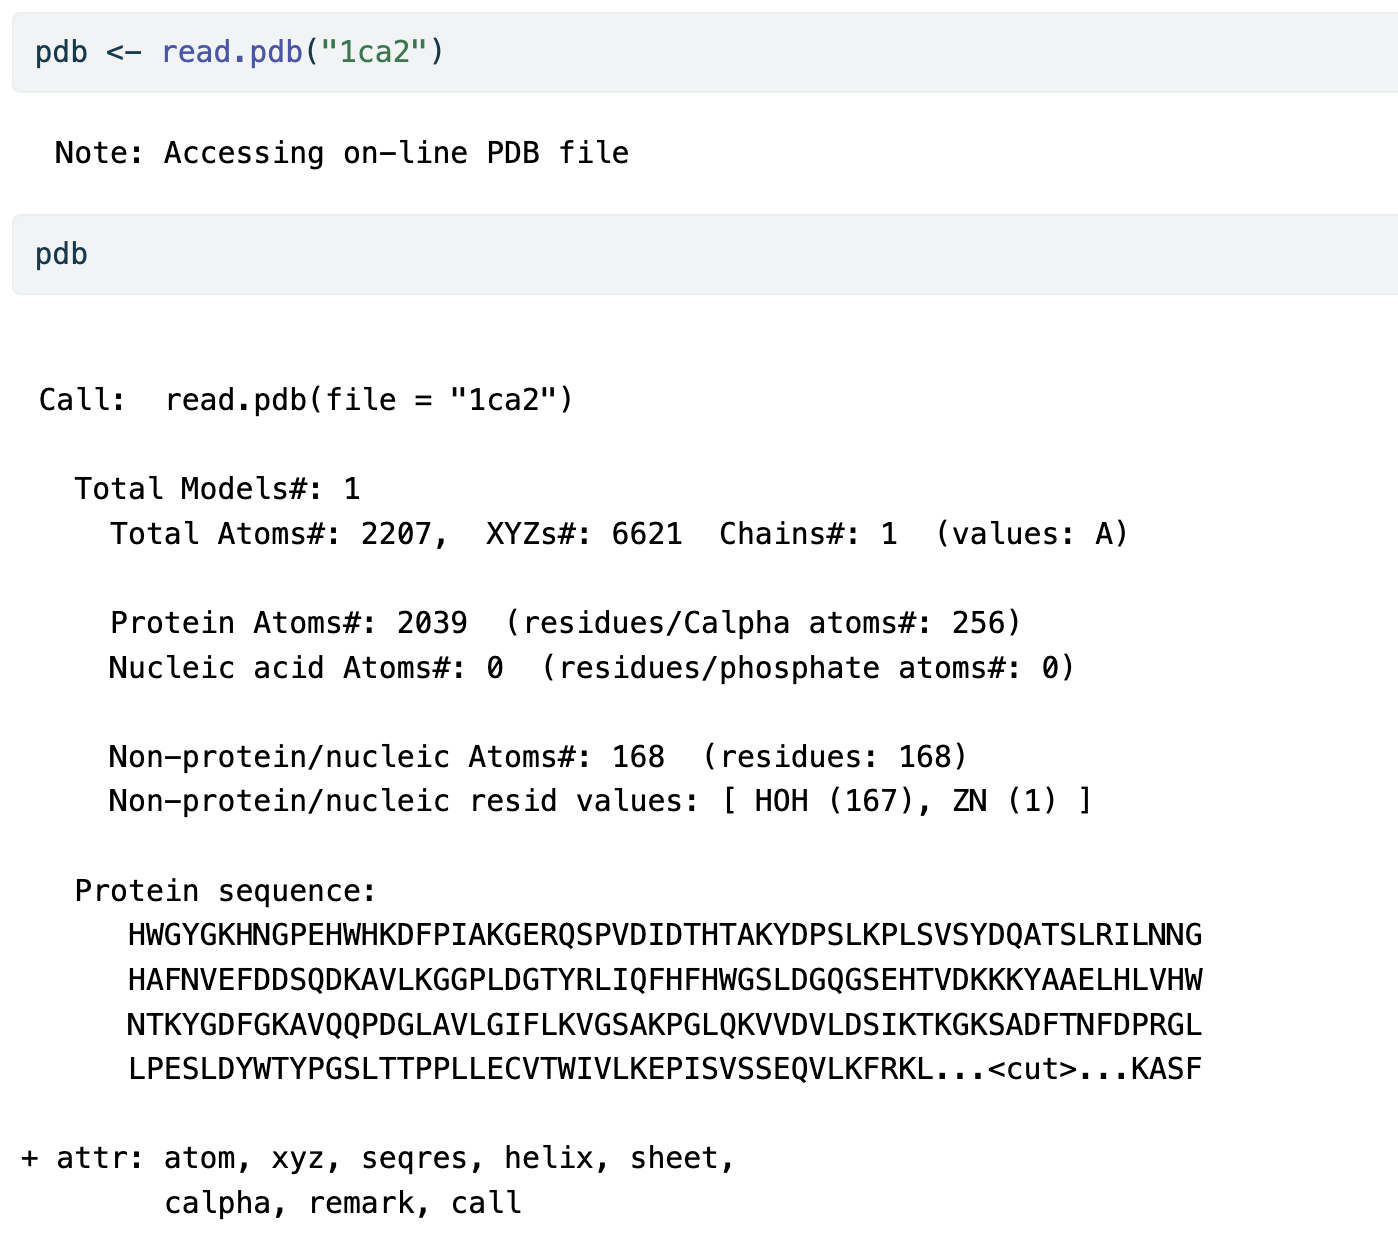 pdb <- read.pdb("1ca2")
Note: Accessing on-line PDB file
pdb
Call:  read.pdb(file = "1ca2")
Total Models#: 1
Total Atoms#: 2207,  XYZs#: 6621  Chains#: 1  (values: A)
Protein Atoms#: 2039  (residues/Calpha atoms#: 256)
Nucleic acid Atoms#: 0  (residues/phosphate atoms#: 0)
Non-protein/nucleic Atoms#: 168  (residues: 168)
Non-protein/nucleic resid values: [ HOH (167), ZN (1) ]
Protein sequence:
HWGYGKHNGPEHWHKDFPIAKGERQSPVDIDTHTAKYDPSLKPLSVSYDQATSLRILNNG
HAFNVEFDDSQDKAVLKGGPLDGTYRLIQFHFHWGSLDGQGSEHTVDKKKYAAELHLVHW
NTKYGDFGKAVQQPDGLAVLGIFLKVGSAKPGLQKVVDVLDSIKTKGKSADFTNFDPRGL
LPESLDYWTYPGSLTTPPLLECVTWIVLKEPISVSSEQVLKFRKL...<cut>...KASF
+ attr: atom, xyz, seqres, helix, sheet,
calpha, remark, call